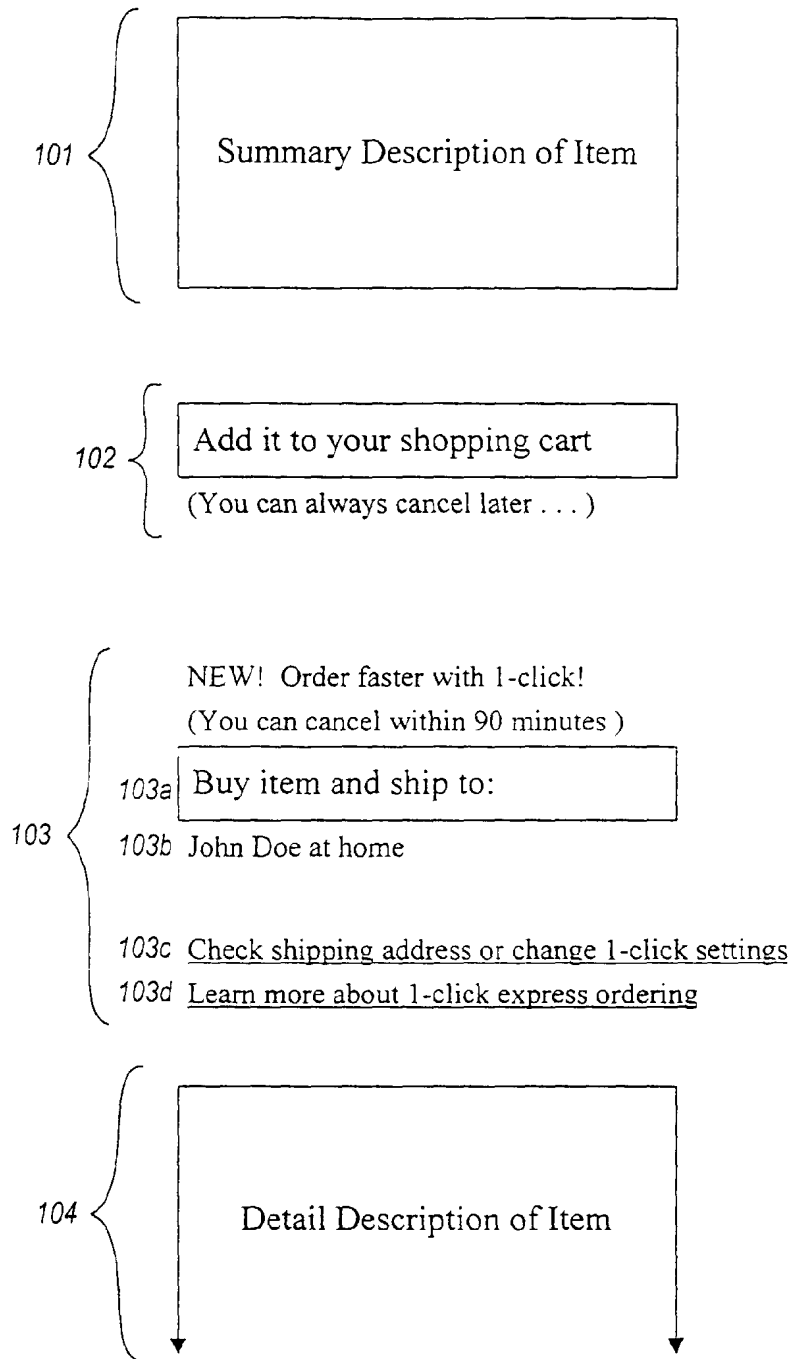 101
Summary Description of Item
102
Add it to your shopping cart
(You can always cancel later . . . )
103
NEW! Order faster with 1-click!
(You can cancel within 90 minutes )
103a Buy item and ship to:
103b John Doe at home
103c Check shipping address or change 1-click settings
103d Learn more about 1-click express ordering
104
Detail Description of Item